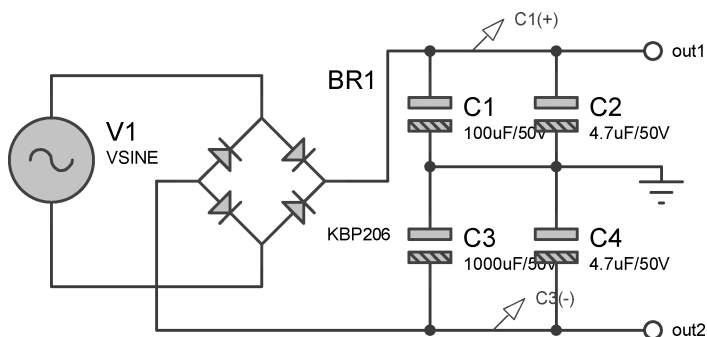 C1(+)
out1
BR1
V1
VSINE
C1
100uF/50V
C2
4.7uF/50V
KBP206
C3
1000uF/50V
C4
4.7uF/50V
C3(-)
out2